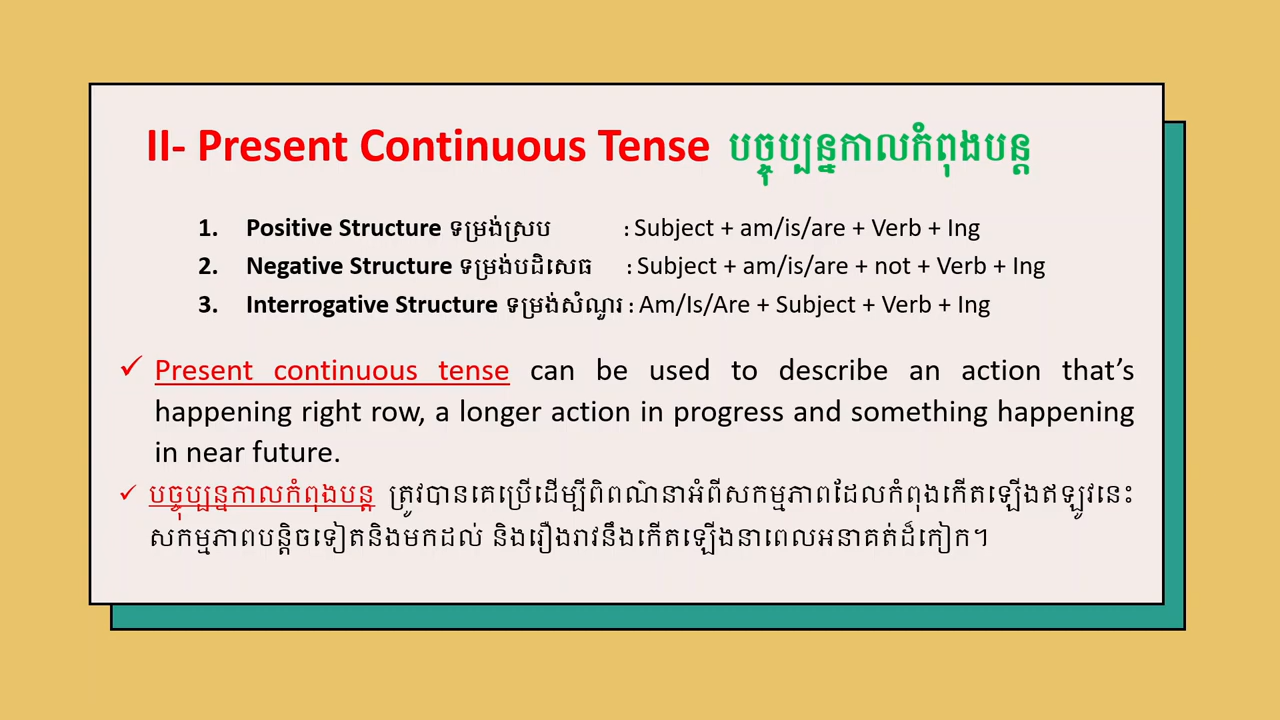 II- Present Continuous Tense បច្ចុប្បន្នកាលកំពុងបន្ត
1. Positive Structure ទម្រង់ស្រប : Subject + am/is/are + Verb + Ing
2. Negative Structure ទម្រង់បដិសេធ : Subject + am/is/are + not + Verb + Ing
3. Interrogative Structure ទម្រង់សំណួរ : Am/Is/Are + Subject + Verb + Ing
✓ Present continuous tense can be used to describe an action that’s
happening right row, a longer action in progress and something happening
in near future.
✓ បច្ចុប្បន្នកាលកំពុងបន្ត ត្រូវបានគេប្រើដើម្បីពិពណ៌នាអំពីសកម្មភាពដែលកំពុងកើតឡើងឥឡូវនេះ
សកម្មភាពបន្តិចទៀតនិងមកដល់ និងរឿងរាវនឹងកើតឡើងនាពេលអនាគត់ដ៏កៀក។